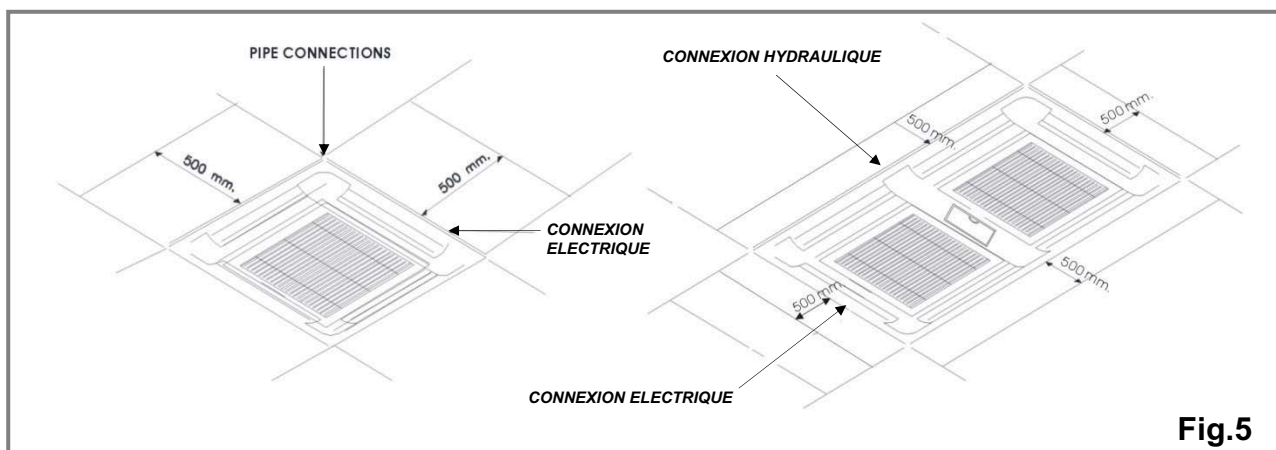 PIPE CONNECTIONS
500 mm.
500 mm.
CONNEXION
ELECTRIQUE
CONNEXION HYDRAULIQUE
500 mm.
500 mm.
500 mm.
500 mm.
CONNEXION ELECTRIQUE
Fig.5